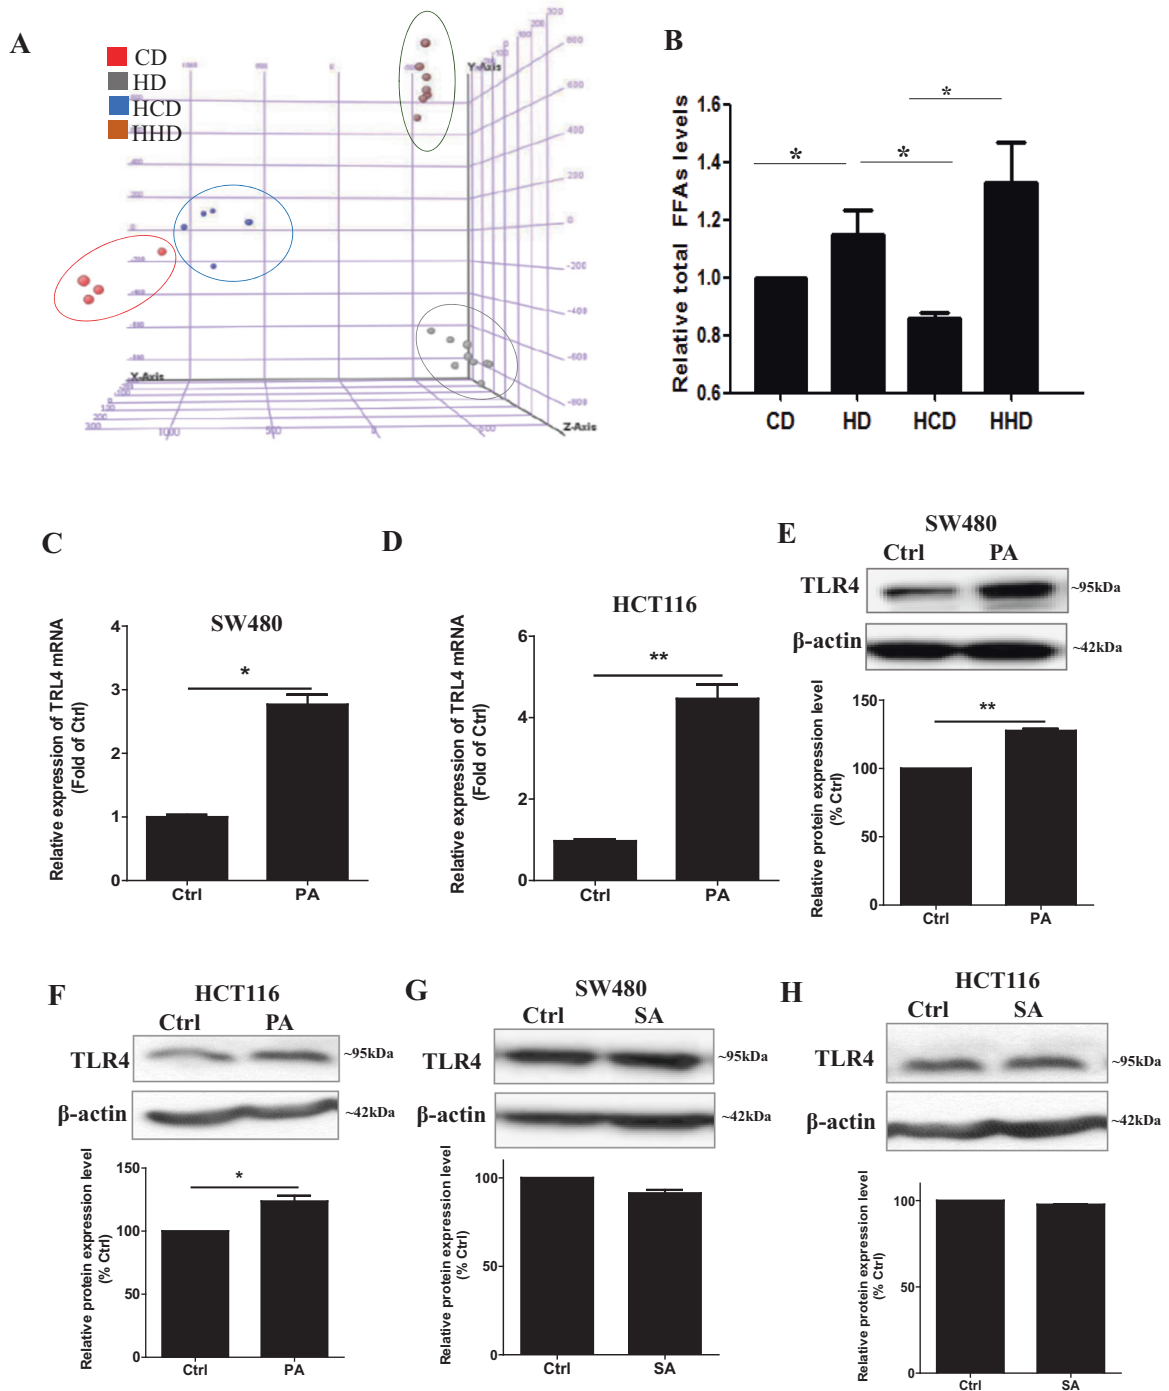 A
CD
HD
HCD
HHD
Y-Axis
X-Axis
Z-Axis
1000
500
0
B
Relative total FFAs levels
1.6
1.4
1.2
1.0
0.8
0.6
*
*
*
CD HD HCD HHD
C
SW480
Relative expression of TRL4 mRNA
(Fold of Ctrl)
4
3
2
1
0
*
Ctrl PA
D
HCT116
Relative expression of TRL4 mRNA
(Fold of Ctrl)
6
4
2
0
**
Ctrl PA
E
SW480
Ctrl PA
TLR4 ~95kDa
β-actin ~42kDa
Relative protein expression level
(% Ctrl)
150
100
50
0
**
Ctrl PA
F
HCT116
Ctrl PA
TLR4 ~95kDa
β-actin ~42kDa
Relative protein expression level
(% Ctrl)
150
100
50
0
*
Ctrl PA
G
SW480
Ctrl SA
TLR4 ~95kDa
β-actin ~42kDa
Relative protein expression level
(% Ctrl)
100
50
0
Ctrl SA
H
HCT116
Ctrl SA
TLR4 ~95kDa
β-actin ~42kDa
Relative protein expression level
(% Ctrl)
100
50
0
Ctrl SA